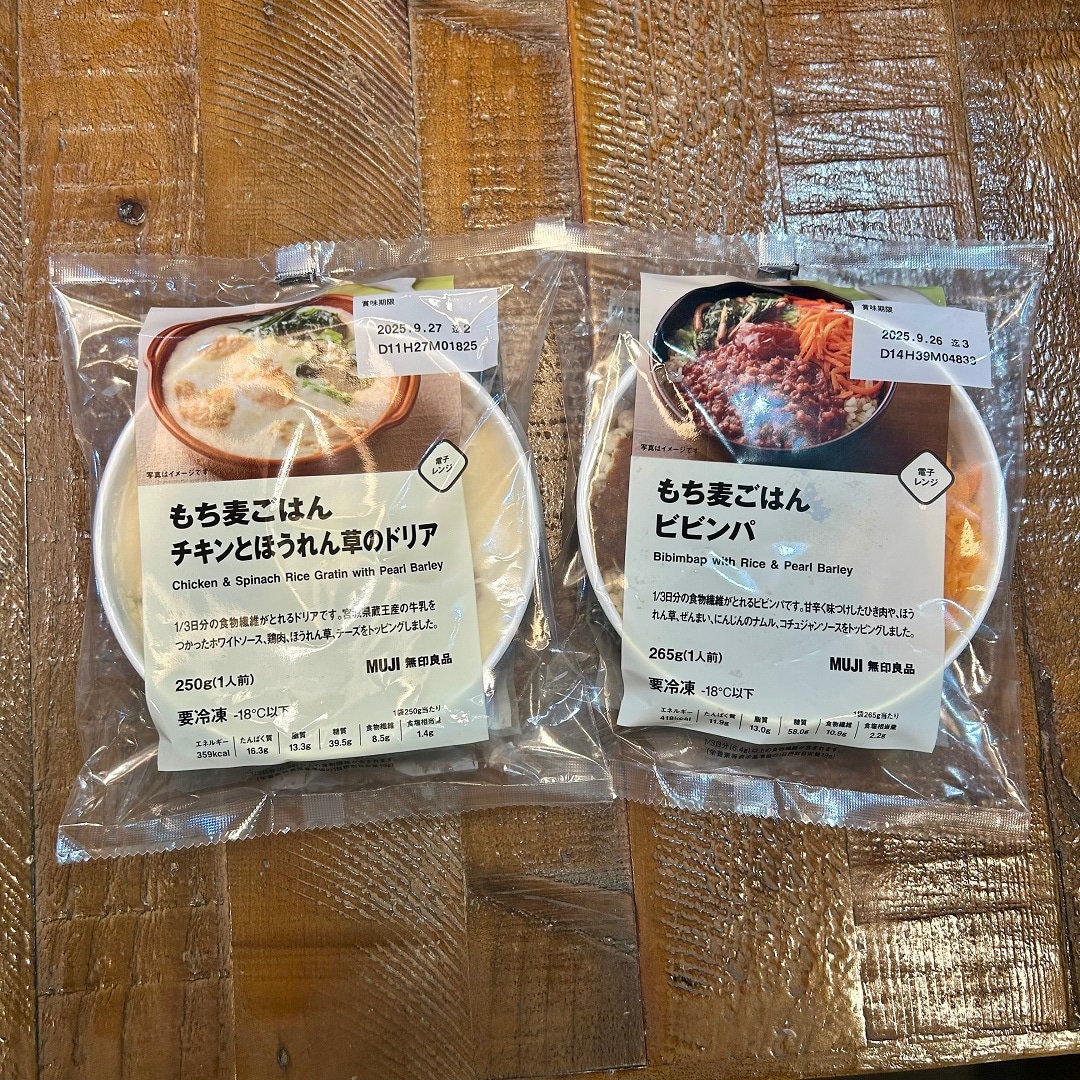 賞味期限
2025.9.27 迄2
D11H27M01825
写真はイメージです
電子
レンジ
もち麦ごはん
チキンとほうれん草のドリア
Chicken & Spinach Rice Gratin with Pearl Barley
1/3日分の食物繊維がとれるドリアです。宮城県蔵王産の牛乳を
つかったホワイトソース、鶏肉、ほうれん草、チーズをトッピングしました。
MUJI 無印良品
250g(1人前)
要冷凍 -18℃以下
1袋250g当たり
エネルギー たんぱく質 脂質 糖質 食物繊維 食塩相当量
359kcal 16.3g 13.3g 39.5g 8.5g 1.4g
賞味期限
2025.9.26 迄3
D14H39M04833
写真はイメージです
電子
レンジ
もち麦ごはん
ビビンパ
Bibimbap with Rice & Pearl Barley
1/3日分の食物繊維がとれるビビンパです。甘辛く味つけしたひき肉や、ほう
れん草、ぜんまい、にんじんのナムル、コチュジャンソースをトッピングしました。
265g(1人前)
MUJI 無印良品
要冷凍 -18℃以下
1袋265g当たり
エネルギー たんぱく質 脂質 糖質 食物繊維 食塩相当量
418kcal 11.9g 13.0g 58.0g 10.9g 2.2g